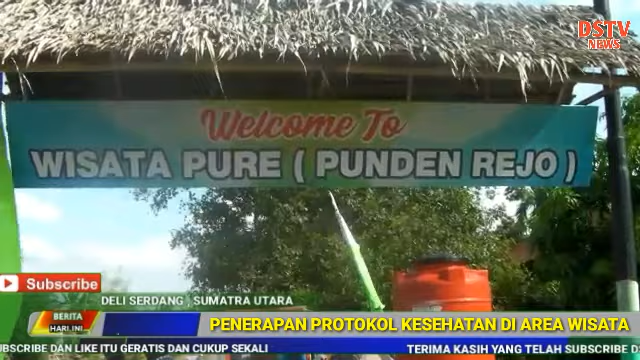 DSTV
NEWS
Welcome To
WISATA PURE ( PUNDEN REJO )
Subscribe
DELI SERDANG , SUMATRA UTARA
BERITA
HARI INI
PENERAPAN PROTOKOL KESEHATAN DI AREA WISATA
SUBSCRIBE DAN LIKE ITU GERATIS DAN CUKUP SEKALI TERIMA KASIH YANG TELAH SUBSCRIBE D